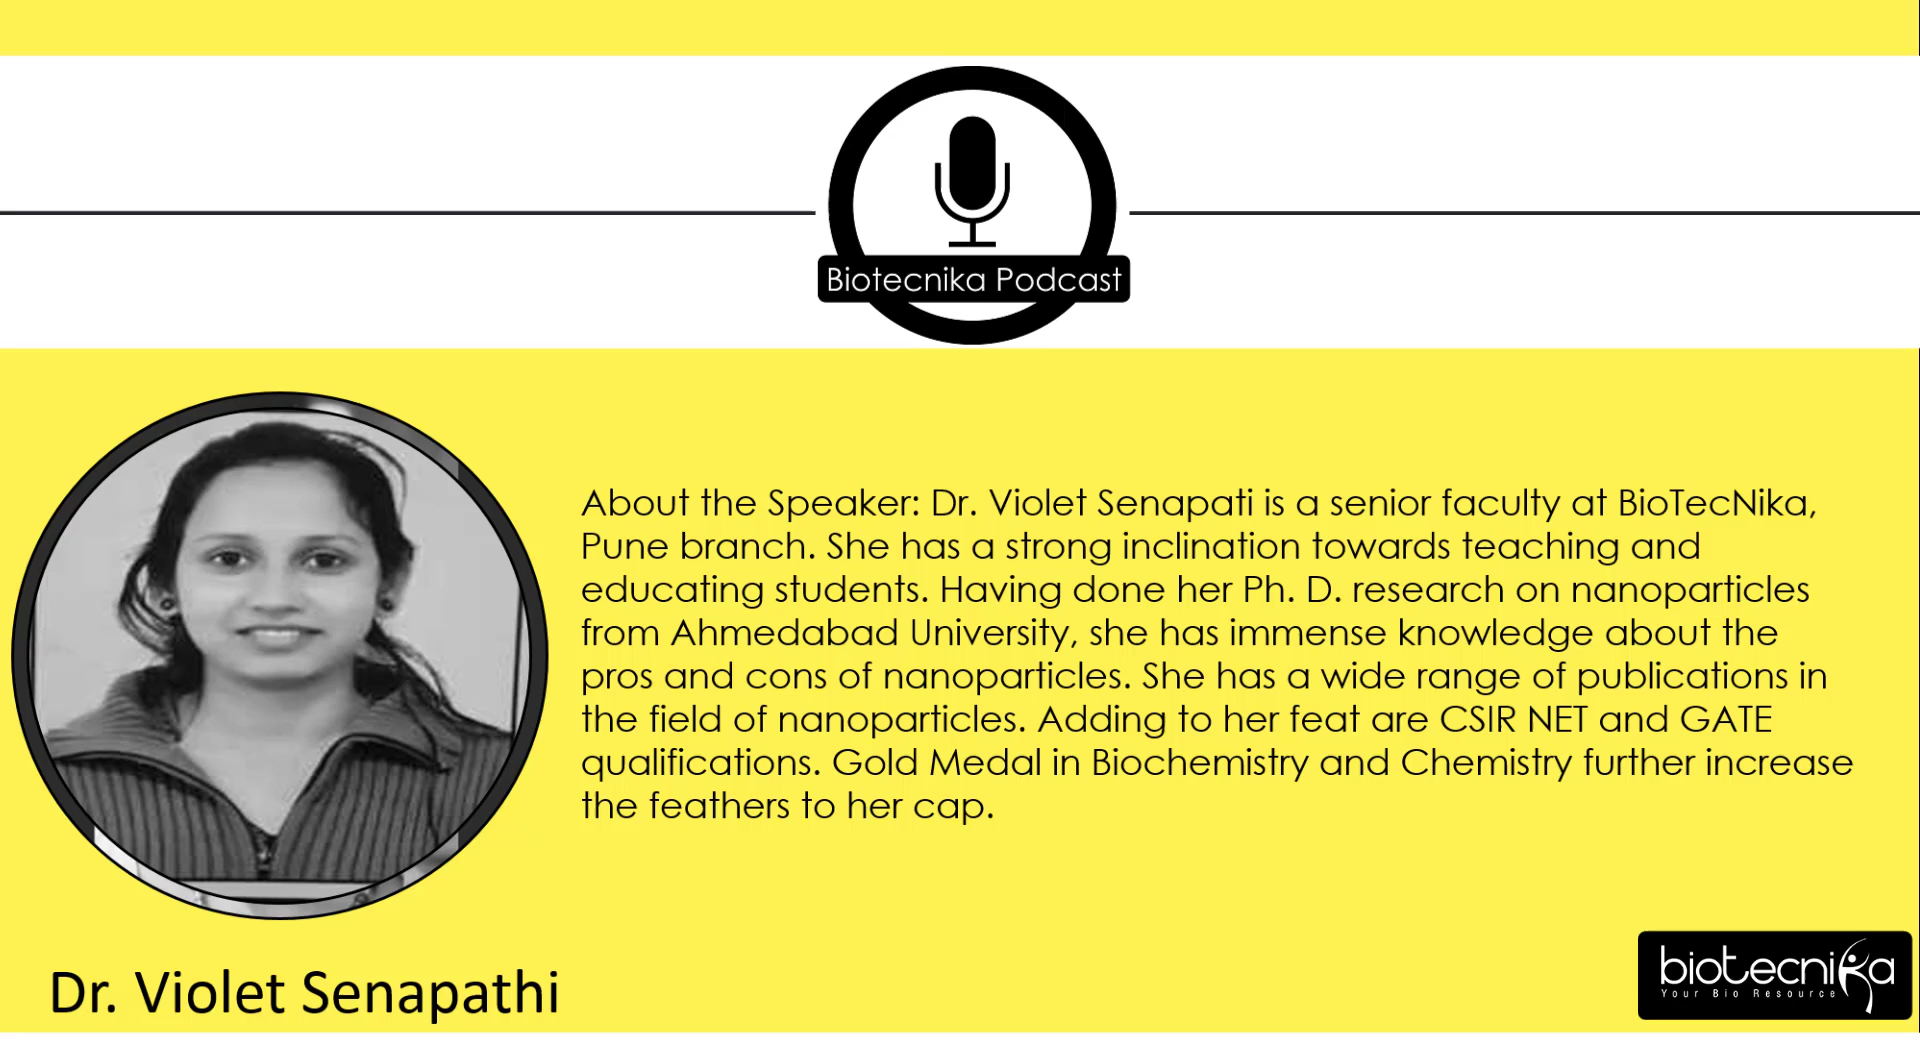 Biotecnika Podcast
About the Speaker: Dr. Violet Senapati is a senior faculty at BioTecNika,
Pune branch. She has a strong inclination towards teaching and
educating students. Having done her Ph. D. research on nanoparticles
from Ahmedabad University, she has immense knowledge about the
pros and cons of nanoparticles. She has a wide range of publications in
the field of nanoparticles. Adding to her feat are CSIR NET and GATE
qualifications. Gold Medal in Biochemistry and Chemistry further increase
the feathers to her cap.
Dr. Violet Senapathi
biotecnika
Your Bio Resource